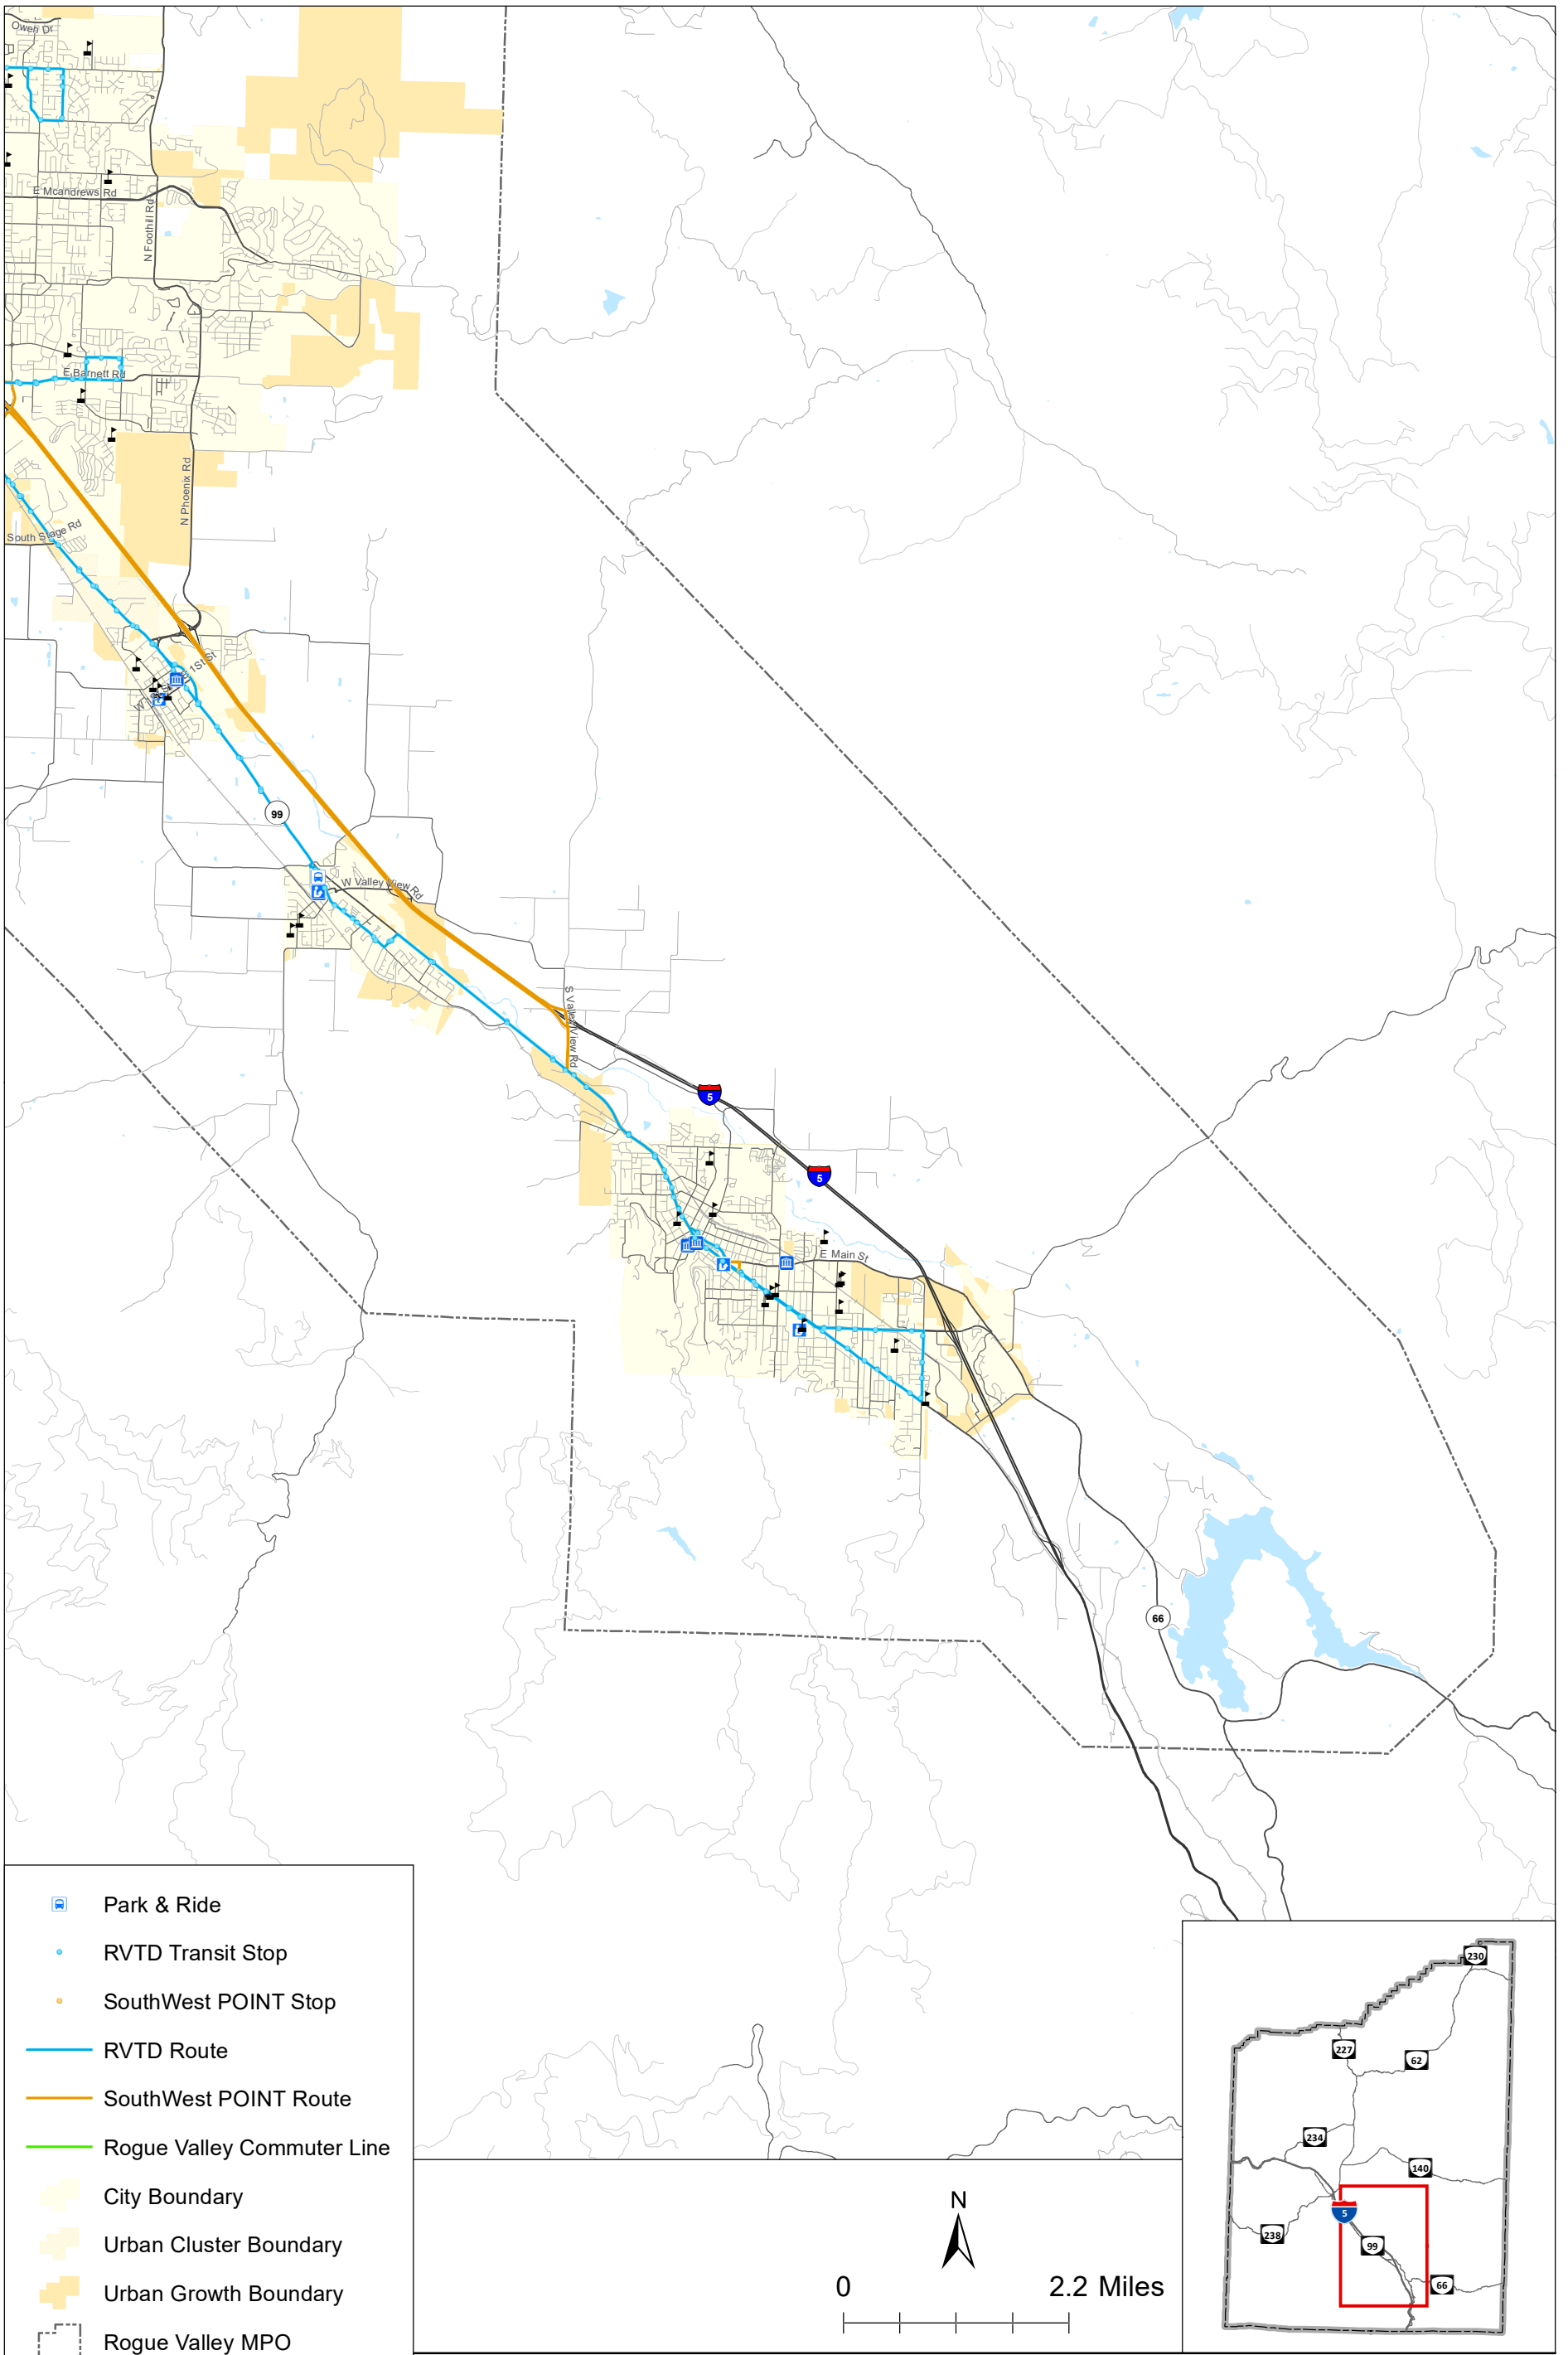 Owen Dr
E Mcandrews Rd
N Foothill Rd
E Barnett Rd
N Phoenix Rd
South Stage Rd
1St St
W
99
W Valley View Rd
S Valley View Rd
5
5
E Main St
66
Park & Ride
RVTD Transit Stop
SouthWest POINT Stop
RVTD Route
SouthWest POINT Route
Rogue Valley Commuter Line
City Boundary
Urban Cluster Boundary
Urban Growth Boundary
Rogue Valley MPO
N
0
2.2 Miles
230
227
62
234
140
5
238
99
66